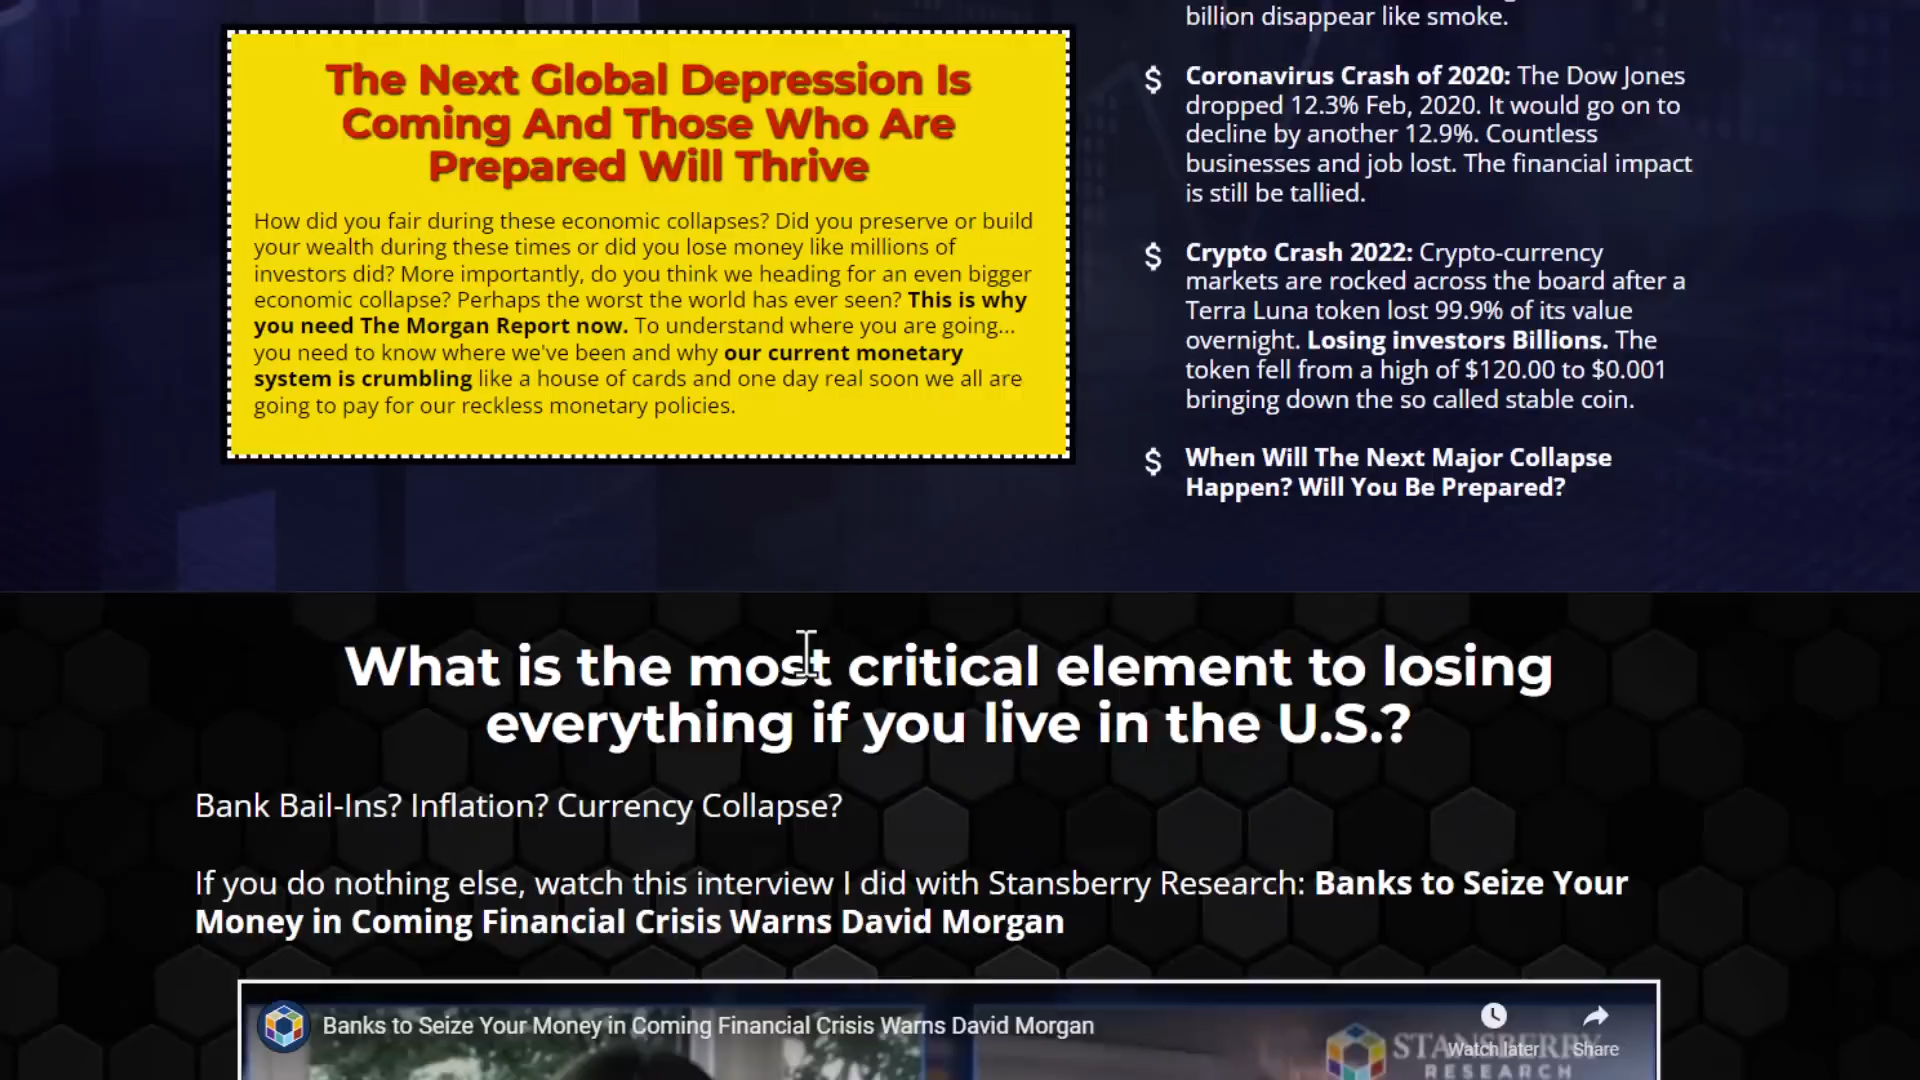 The Next Global Depression Is
Coming And Those Who Are
Prepared Will Thrive
How did you fair during these economic collapses? Did you preserve or build
your wealth during these times or did you lose money like millions of
investors did? More importantly, do you think we heading for an even bigger
economic collapse? Perhaps the worst the world has ever seen? This is why
you need The Morgan Report now. To understand where you are going...
you need to know where we've been and why our current monetary
system is crumbling like a house of cards and one day real soon we all are
going to pay for our reckless monetary policies.
billion disappear like smoke.
$ Coronavirus Crash of 2020: The Dow Jones
dropped 12.3% Feb, 2020. It would go on to
decline by another 12.9%. Countless
businesses and job lost. The financial impact
is still be tallied.
$ Crypto Crash 2022: Crypto-currency
markets are rocked across the board after a
Terra Luna token lost 99.9% of its value
overnight. Losing investors Billions. The
token fell from a high of $120.00 to $0.001
bringing down the so called stable coin.
$ When Will The Next Major Collapse
Happen? Will You Be Prepared?
What is the most critical element to losing
everything if you live in the U.S.?
Bank Bail-Ins? Inflation? Currency Collapse?
If you do nothing else, watch this interview I did with Stansberry Research: Banks to Seize Your
Money in Coming Financial Crisis Warns David Morgan
Banks to Seize Your Money in Coming Financial Crisis Warns David Morgan
Watch later
Share
STANSBERRY
RESEARCH